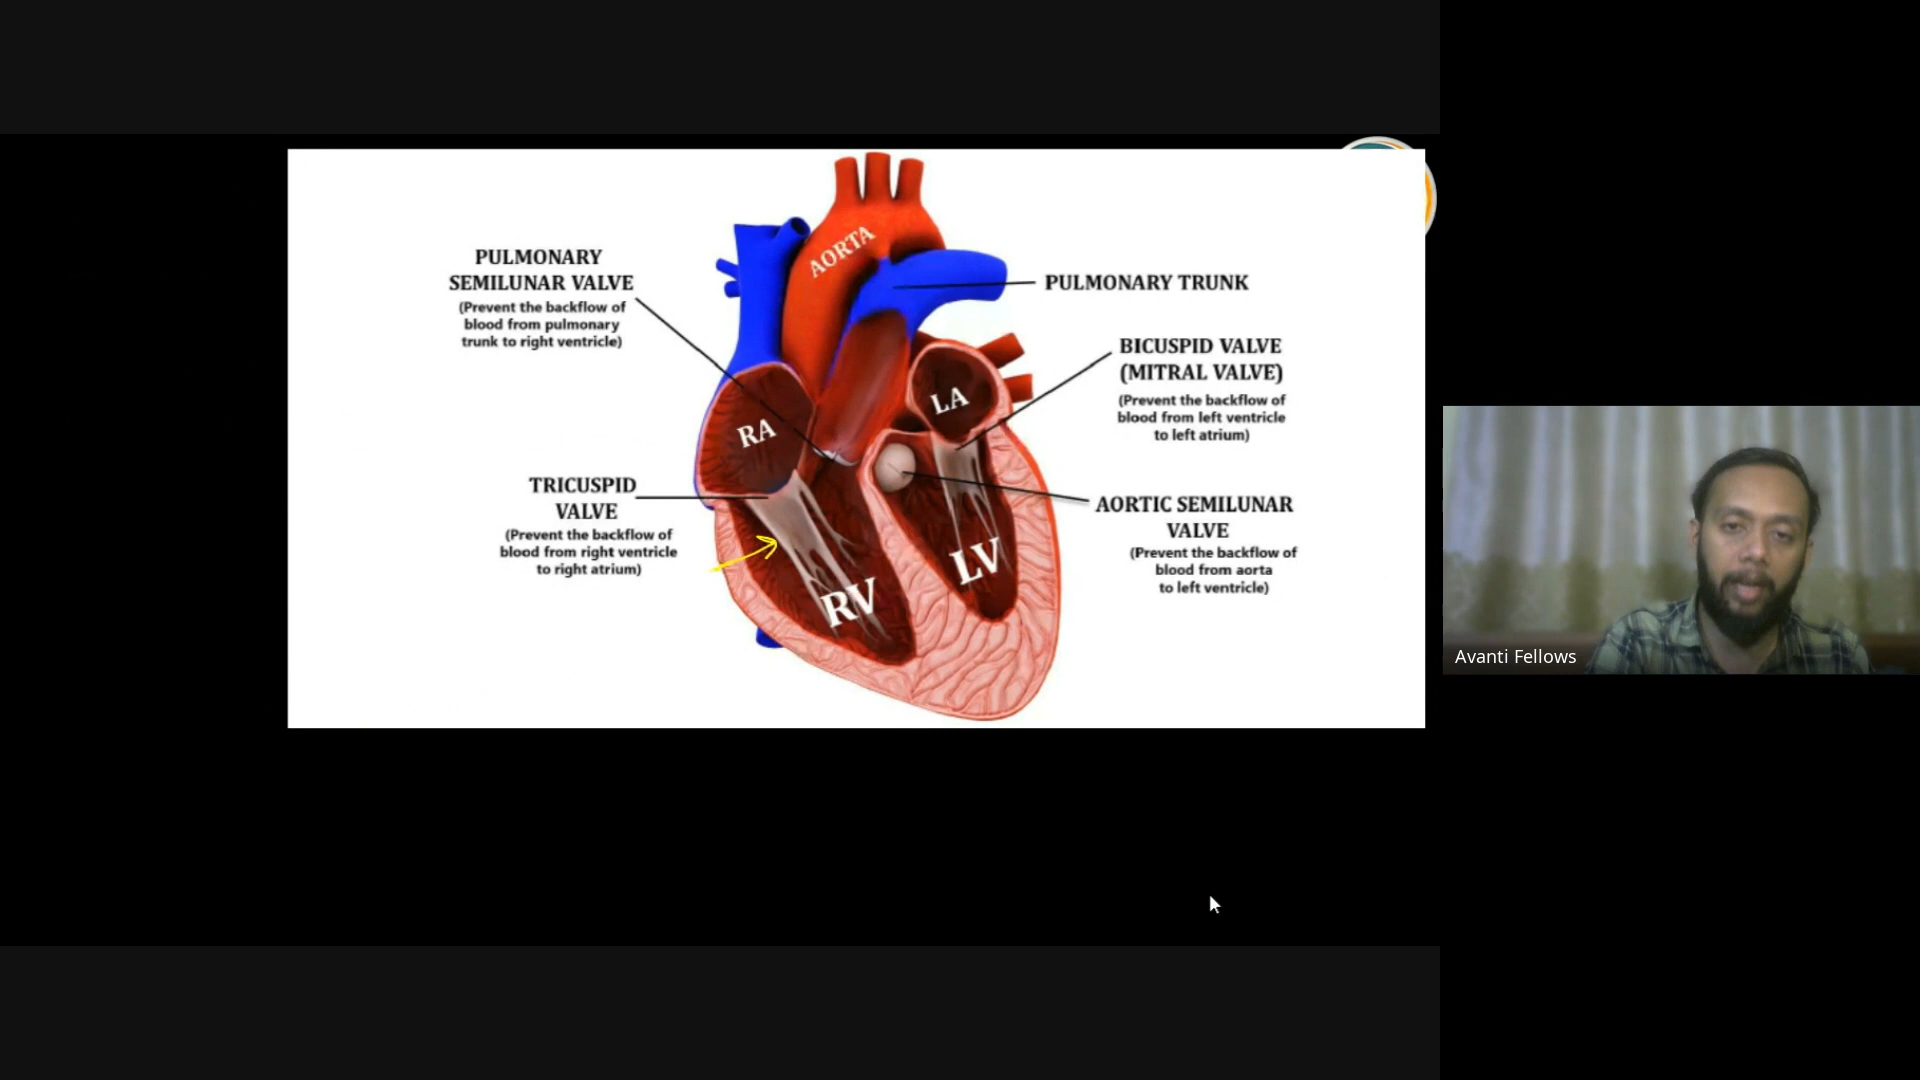 AORTA
PULMONARY
SEMILUNAR VALVE
(Prevent the backflow of
blood from pulmonary
trunk to right ventricle)
PULMONARY TRUNK
BICUSPID VALVE
(MITRAL VALVE)
(Prevent the backflow of
blood from left ventricle
to left atrium)
LA
RA
TRICUSPID
VALVE
(Prevent the backflow of
blood from right ventricle
to right atrium)
AORTIC SEMILUNAR
VALVE
(Prevent the backflow of
blood from aorta
to left ventricle)
LV
RV
Avanti Fellows